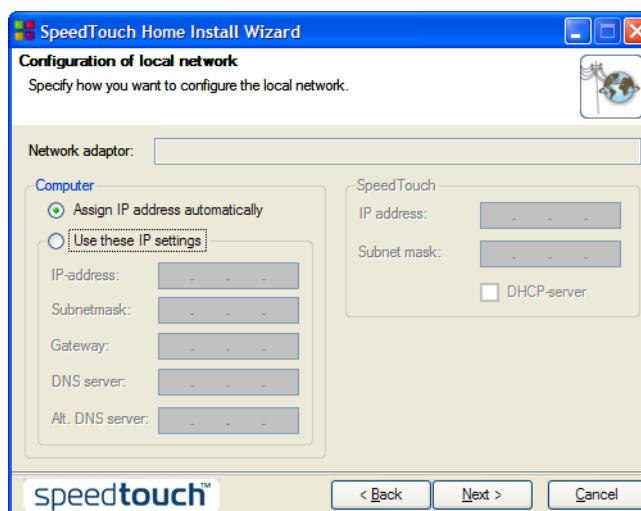 SpeedTouch Home Install Wizard
Configuration of local network
Specify how you want to configure the local network.
Network adaptor:
Computer
Assign IP address automatically
Use these IP settings
IP-address:
Subnetmask:
Gateway:
DNS server:
Alt. DNS server:
SpeedTouch
IP address:
Subnet mask:
DHCP-server
speedtouch™
< Back
Next >
Cancel